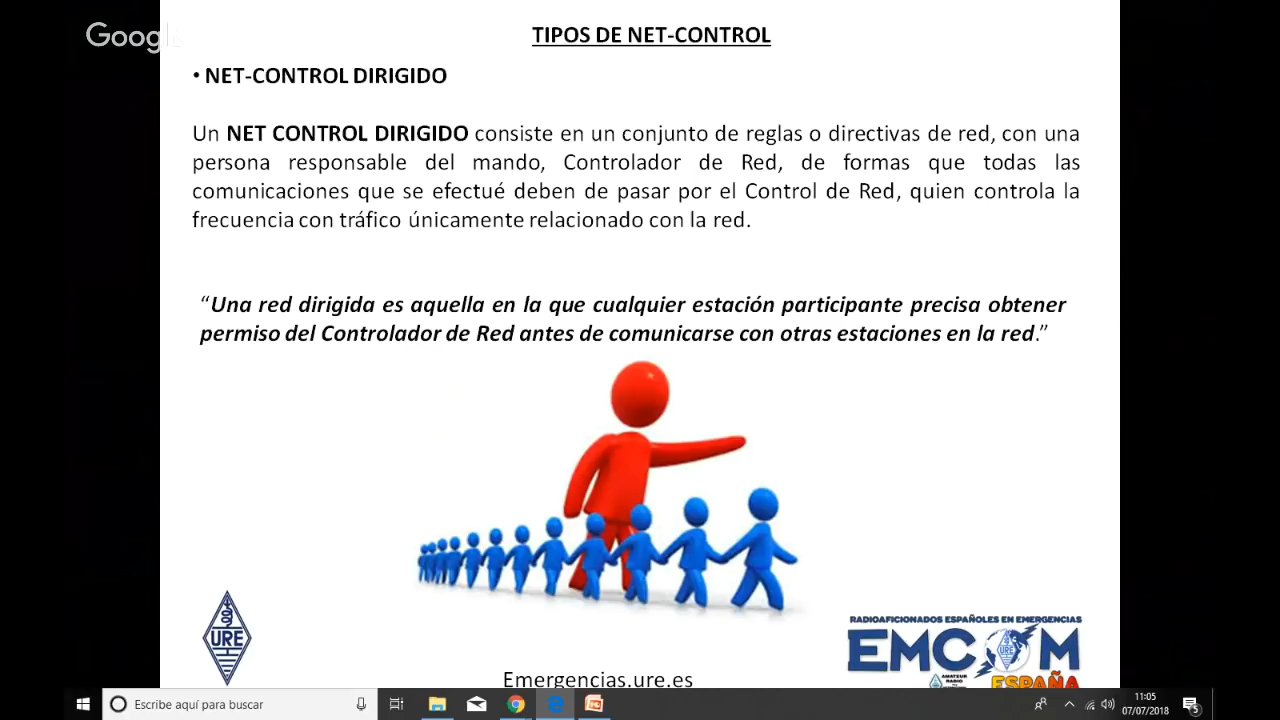 Google
TIPOS DE NET-CONTROL
• NET-CONTROL DIRIGIDO
Un NET CONTROL DIRIGIDO consiste en un conjunto de reglas o directivas de red, con una
persona responsable del mando, Controlador de Red, de formas que todas las
comunicaciones que se efectué deben de pasar por el Control de Red, quien controla la
frecuencia con tráfico únicamente relacionado con la red.
“Una red dirigida es aquella en la que cualquier estación participante precisa obtener
permiso del Controlador de Red antes de comunicarse con otras estaciones en la red.”
URE
RADIOAFICIONADOS ESPAÑOLES EN EMERGENCIAS
EMCOM
AMATEUR
RADIO
ESPAÑA
Emergencias.ure.es
Escribe aquí para buscar
11:05
07/07/2018
5